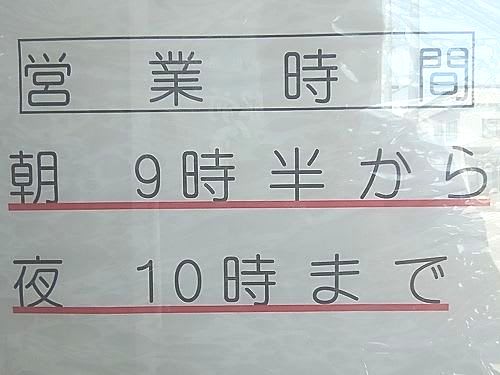 営業時間
朝 9時半から
夜 10時まで